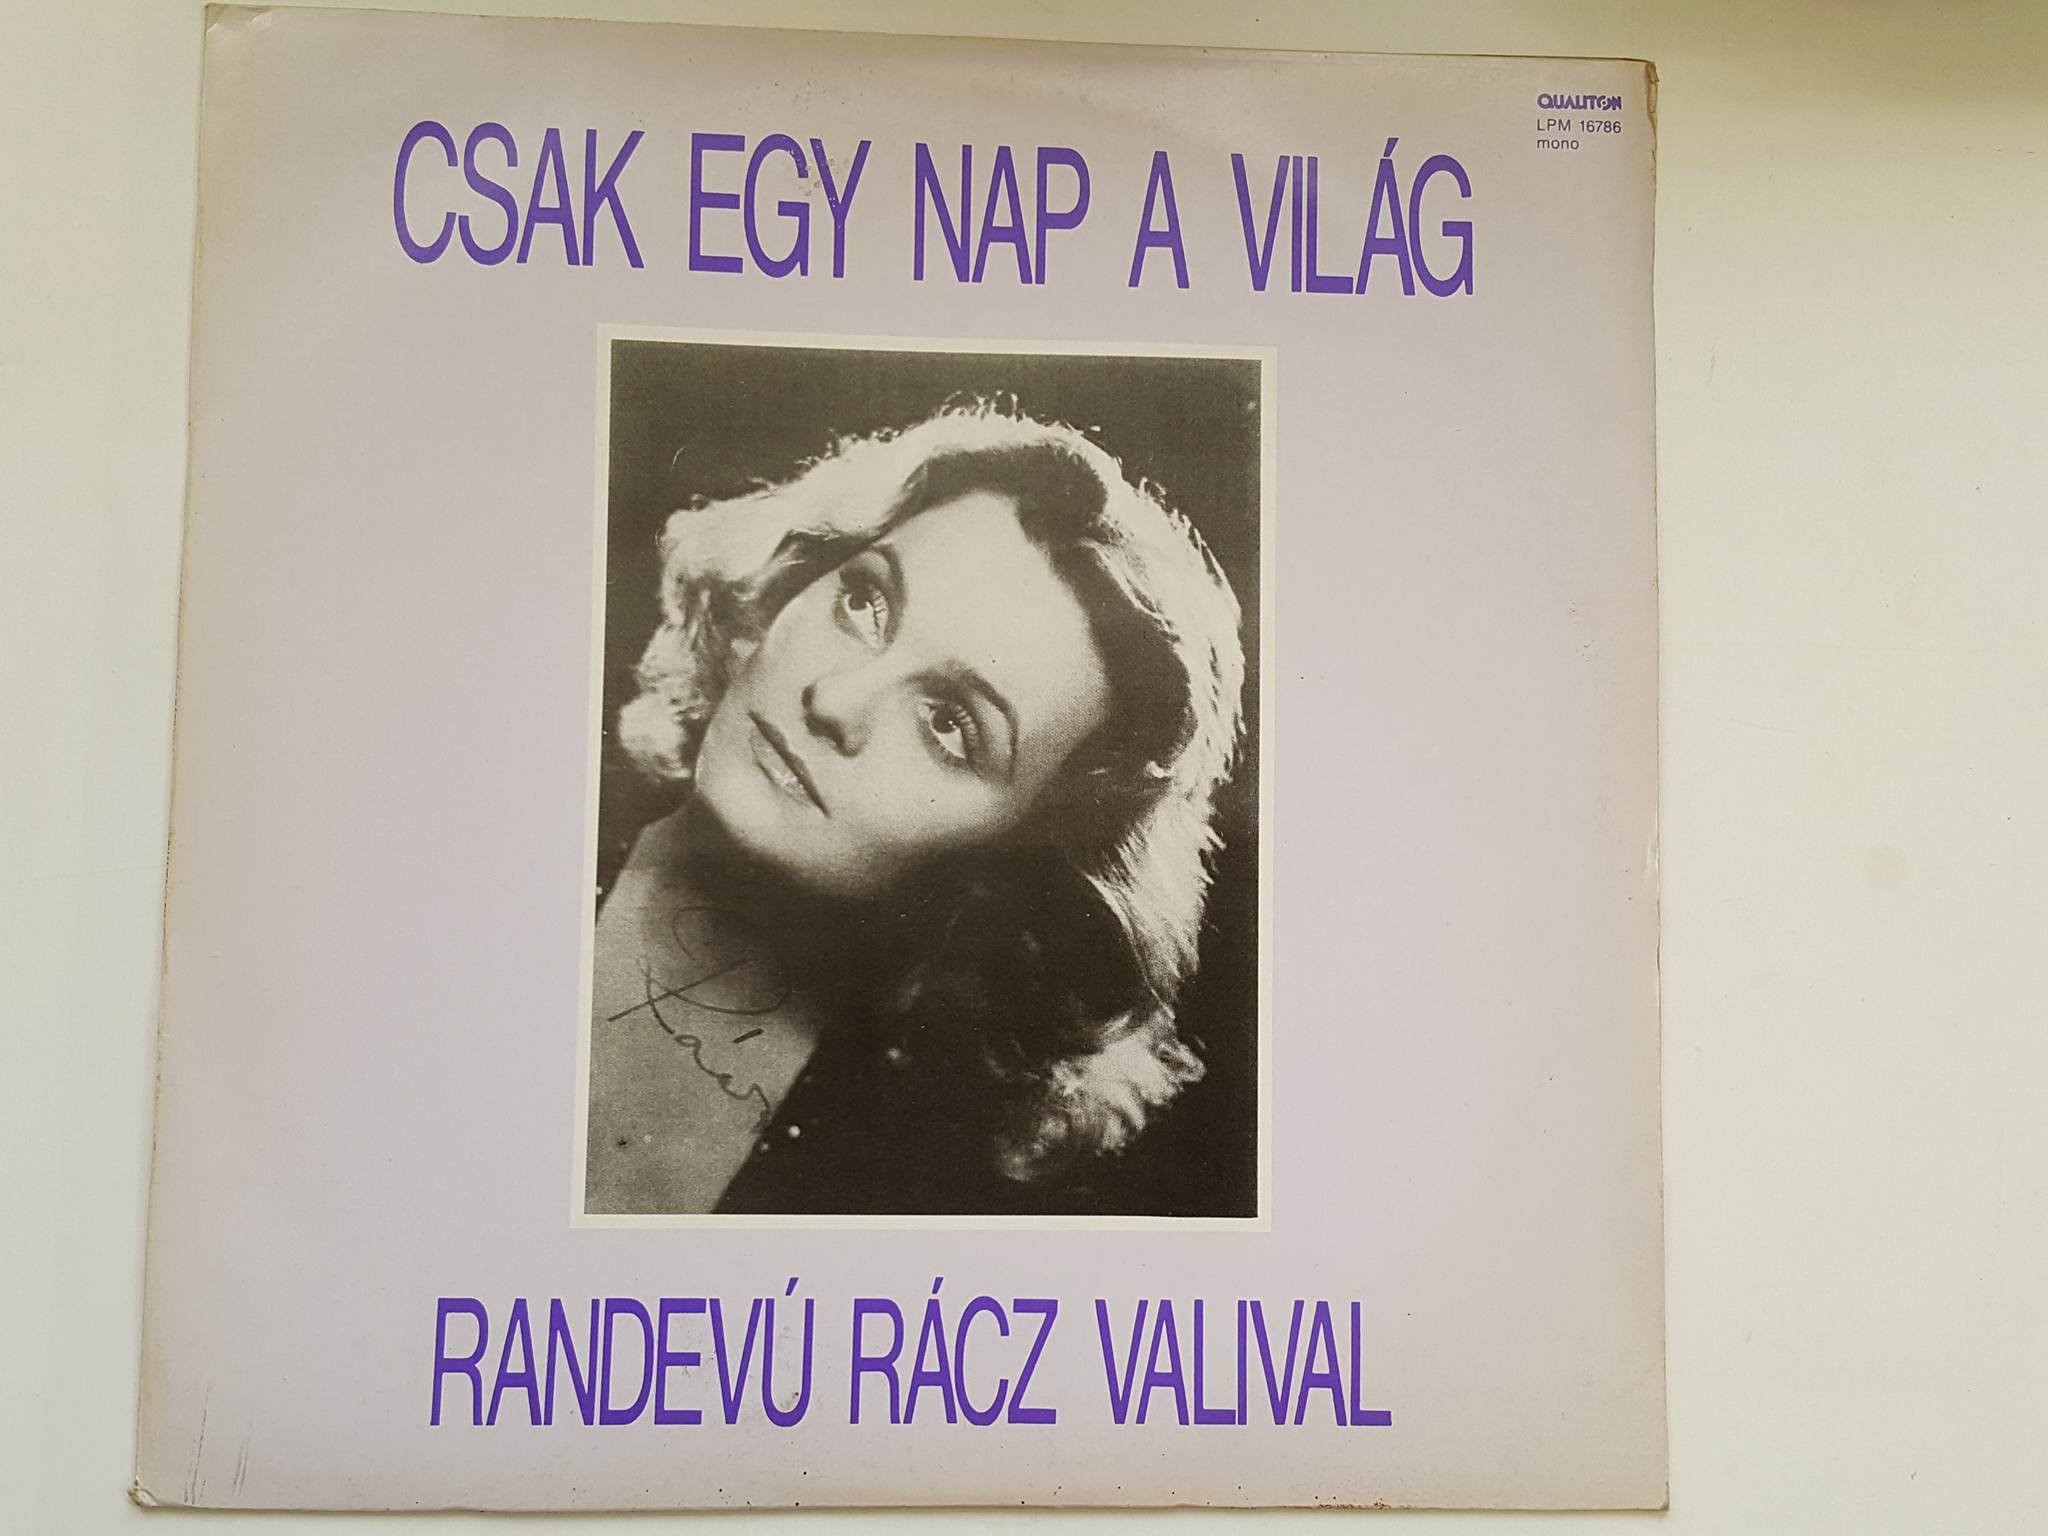 QUALITON
LPM 16786
mono
CSAK EGY NAP A VILÁG
RANDEVÚ RÁCZ VALIVAL